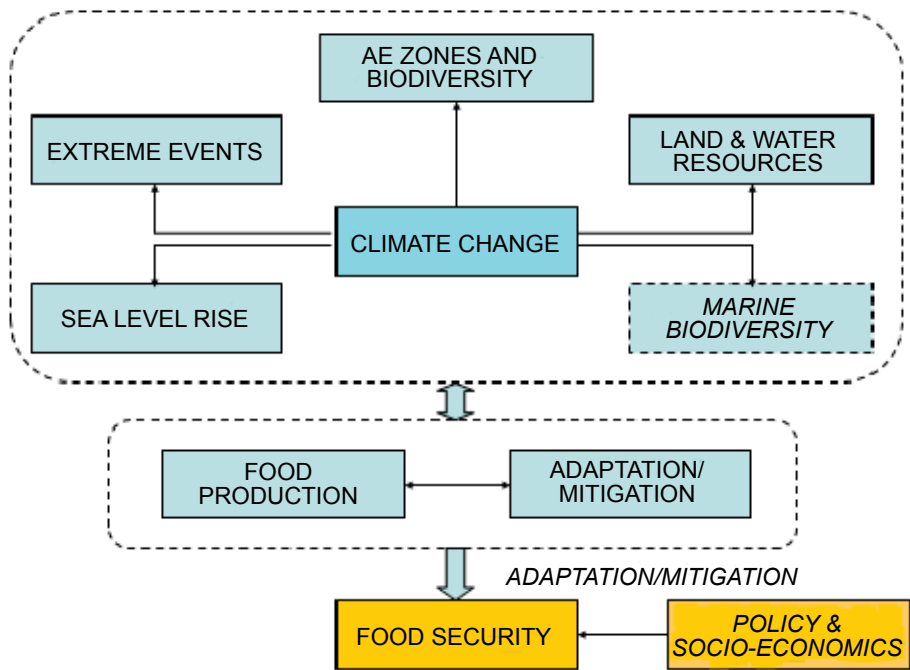 AE ZONES AND
BIODIVERSITY
EXTREME EVENTS
LAND & WATER
RESOURCES
CLIMATE CHANGE
SEA LEVEL RISE
MARINE
BIODIVERSITY
FOOD
PRODUCTION
ADAPTATION/
MITIGATION
ADAPTATION/MITIGATION
FOOD SECURITY
POLICY &
SOCIO-ECONOMICS